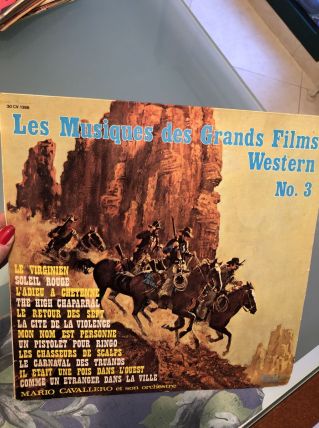 30 CV 1386
Les Musiques des Grands Films
Western
No. 3
LE VIRGINIEN
SOLEIL ROUGE
L'ADIEU A CHEYENNE
THE HIGH CHAPARRAL
LE RETOUR DES SEPT
LA CITE DE LA VIOLENCE
MON NOM EST PERSONNE
UN PISTOLET POUR RINGO
LES CHASSEURS DE SCALPS
LE CARNAVAL DES TRUANDS
IL ETAIT UNE FOIS DANS L'OUEST
COMME UN ETRANGER DANS LA VILLE
MARIO CAVALLERO et son orchestre